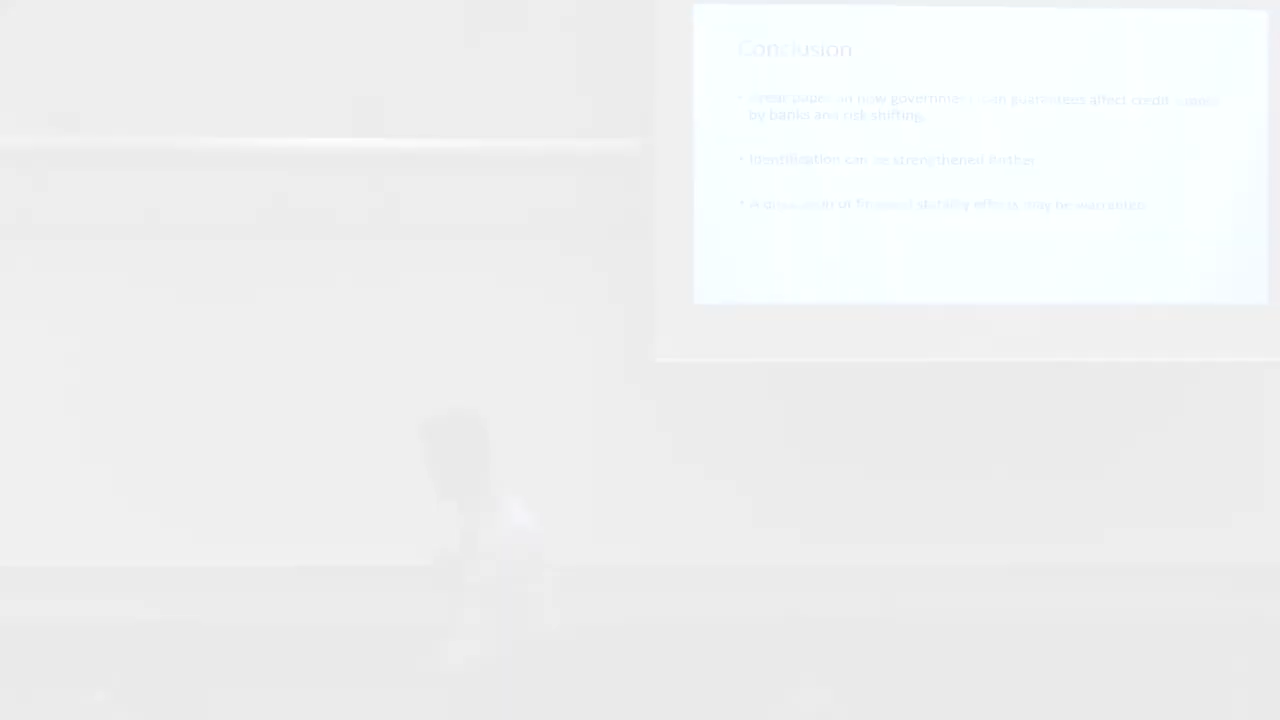 Conclusion
• Great paper on how government loan guarantees affect credit supply
by banks and risk shifting.
• Identification can be strengthened further
• A discussion of financial stability effects may be warranted